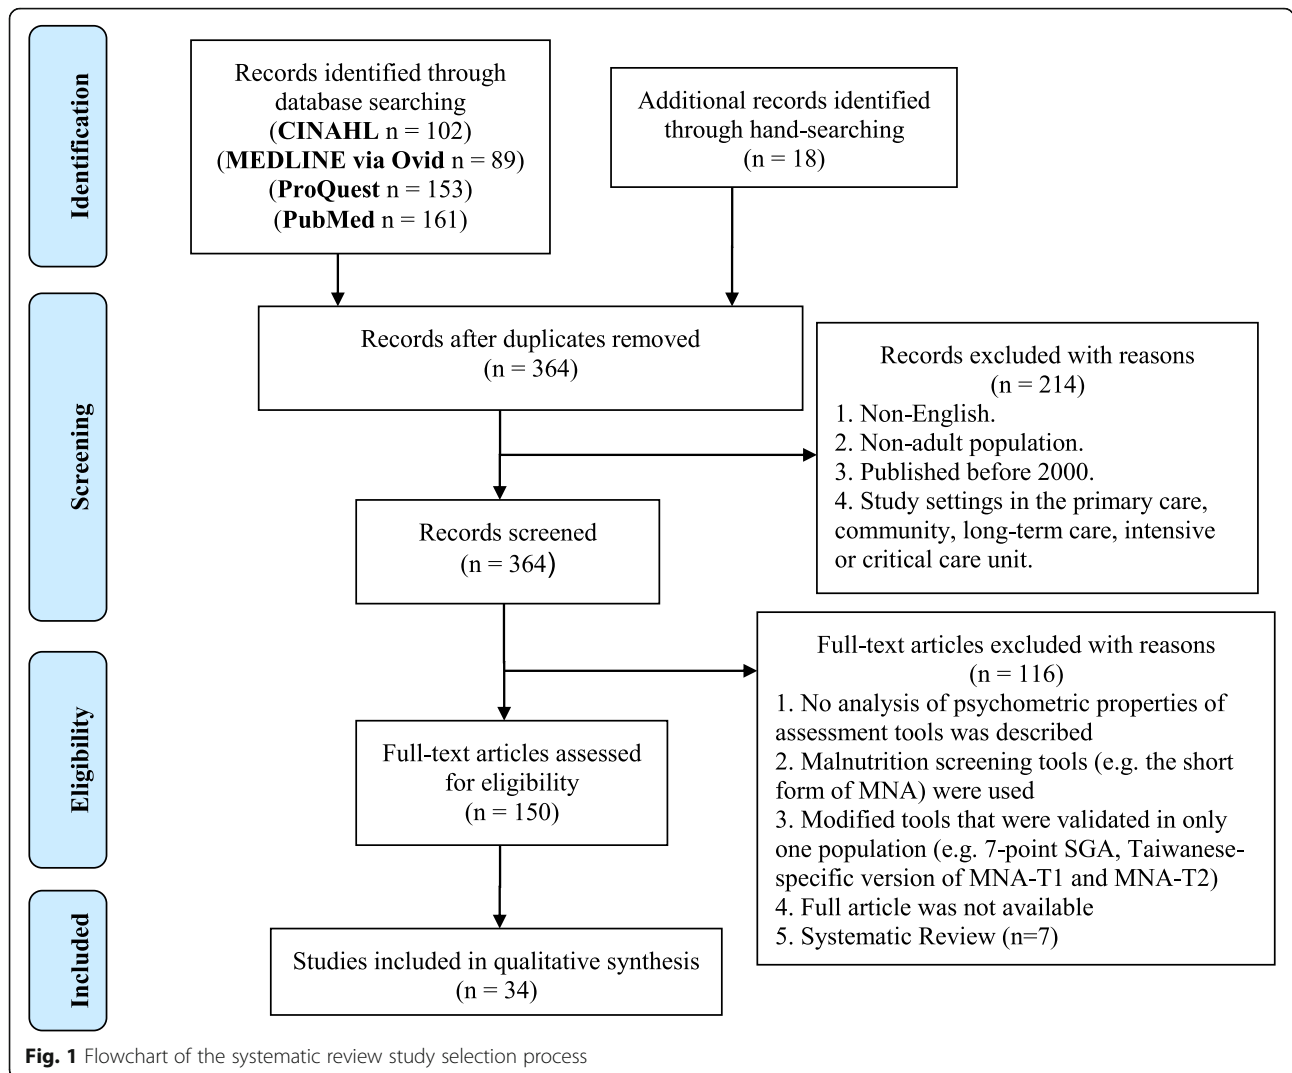 Identification
Records identified through
database searching
(CINAHL n = 102)
(MEDLINE via Ovid n = 89)
(ProQuest n = 153)
(PubMed n = 161)
Additional records identified
through hand-searching
(n = 18)
Screening
Records after duplicates removed
(n = 364)
Records excluded with reasons
(n = 214)
1. Non-English.
2. Non-adult population.
3. Published before 2000.
4. Study settings in the primary care,
community, long-term care, intensive
or critical care unit.
Records screened
(n = 364)
Eligibility
Full-text articles excluded with reasons
(n = 116)
1. No analysis of psychometric properties of
assessment tools was described
2. Malnutrition screening tools (e.g. the short
form of MNA) were used
3. Modified tools that were validated in only
one population (e.g. 7-point SGA, Taiwanese-
specific version of MNA-T1 and MNA-T2)
4. Full article was not available
5. Systematic Review (n=7)
Full-text articles assessed
for eligibility
(n = 150)
Included
Studies included in qualitative synthesis
(n = 34)
Fig. 1 Flowchart of the systematic review study selection process